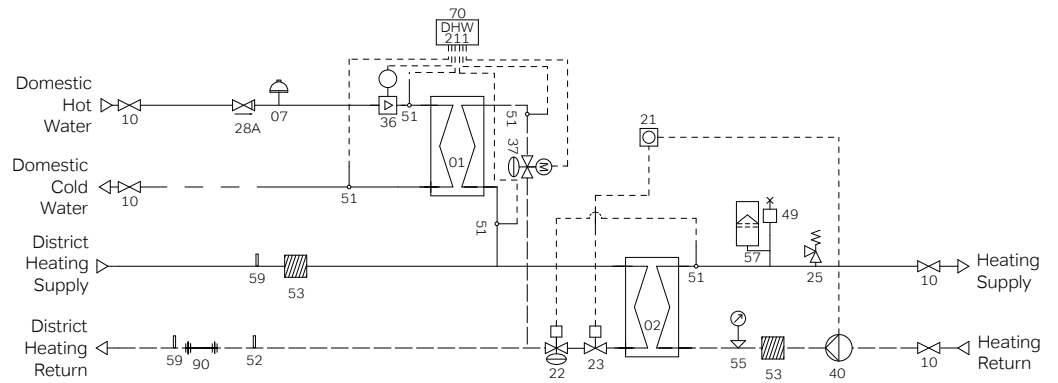 70
DHW
211
Domestic
Hot
Water
10
28A
07
36
51
51
37
M
01
21
Domestic
Cold
Water
10
51
51
49
57
25
District
Heating
Supply
59
53
51
10
Heating
Supply
02
District
Heating
Return
59
90
52
22
23
55
53
40
10
Heating
Return